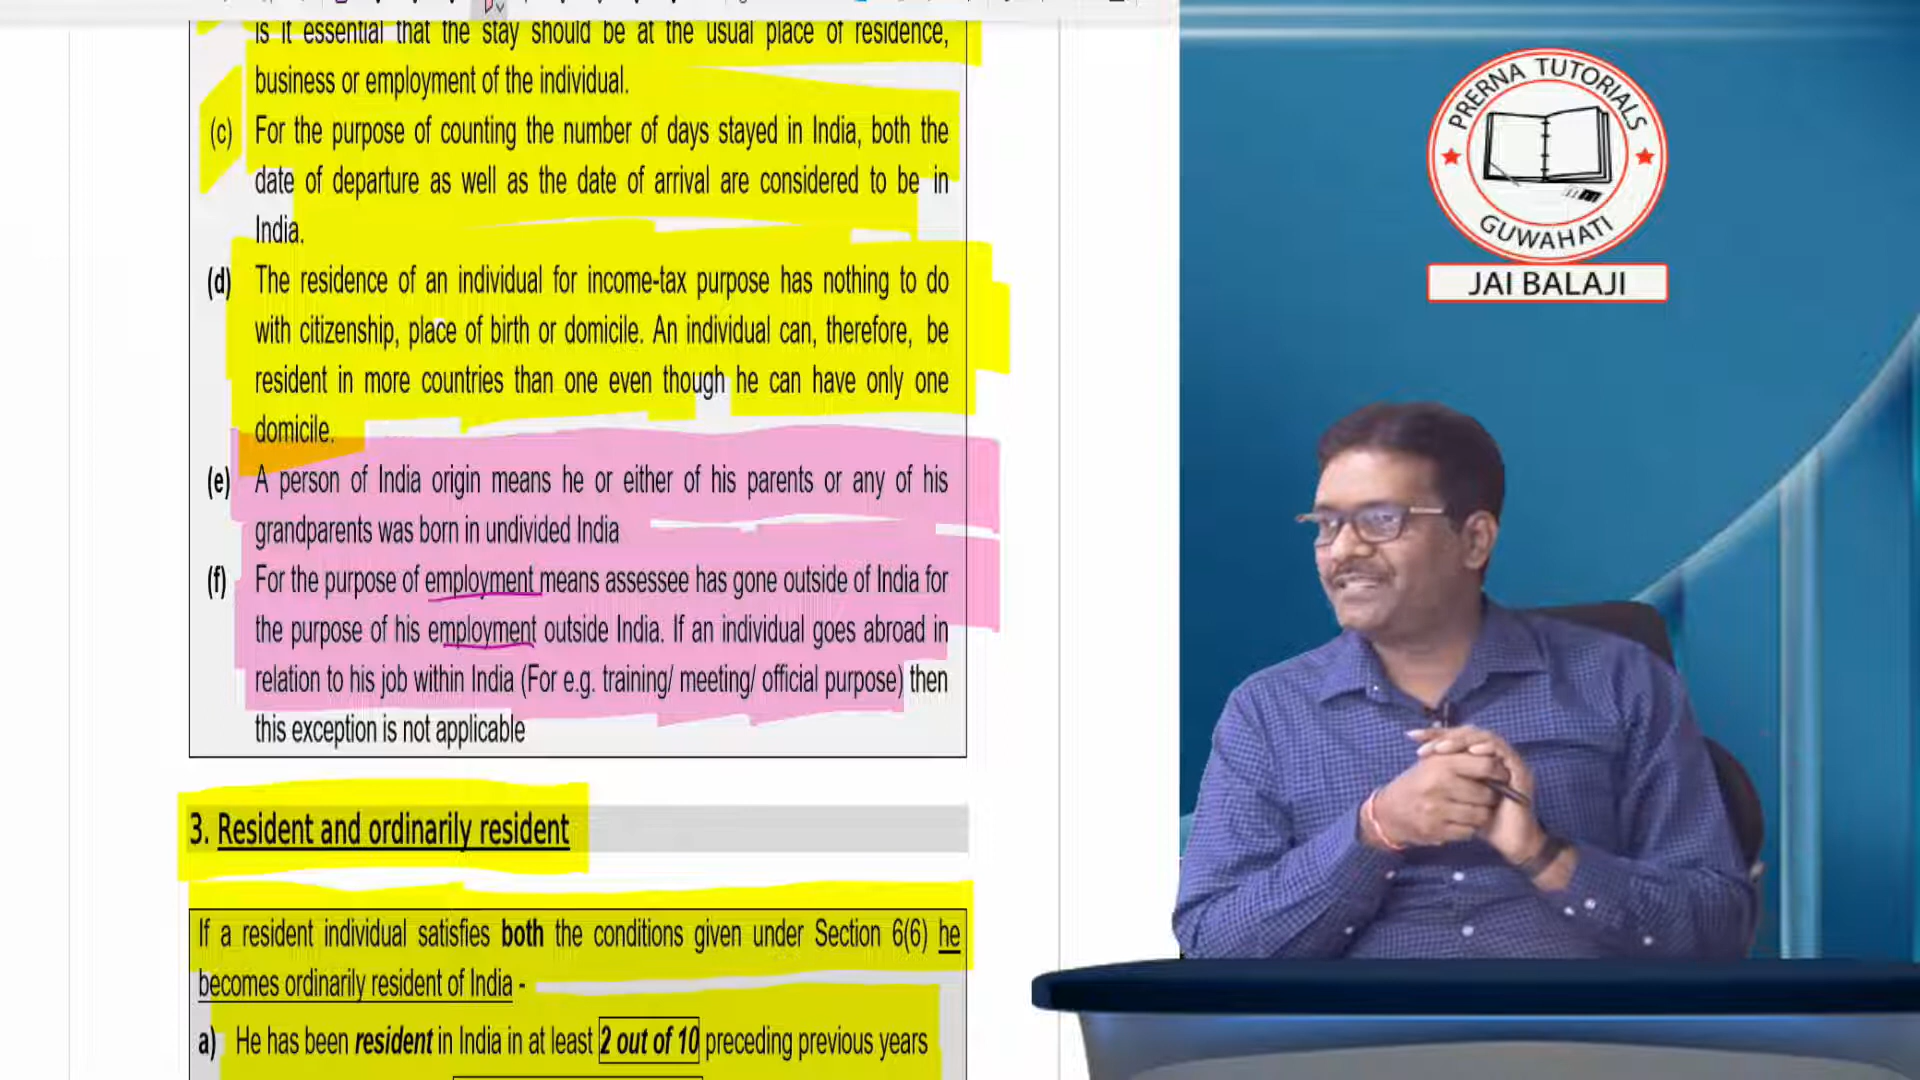 is it essential that the stay should be at the usual place of residence,
business or employment of the individual.
(c) For the purpose of counting the number of days stayed in India, both the
date of departure as well as the date of arrival are considered to be in
India.
(d) The residence of an individual for income-tax purpose has nothing to do
with citizenship, place of birth or domicile. An individual can, therefore, be
resident in more countries than one even though he can have only one
domicile.
(e) A person of India origin means he or either of his parents or any of his
grandparents was born in undivided India
(f) For the purpose of employment means assessee has gone outside of India for
the purpose of his employment outside India. If an individual goes abroad in
relation to his job within India (For e.g. training/ meeting/ official purpose) then
this exception is not applicable
3. Resident and ordinarily resident
If a resident individual satisfies both the conditions given under Section 6(6) he
becomes ordinarily resident of India -
a) He has been resident in India in at least 2 out of 10 preceding previous years
PRERNA TUTORIALS
GUWAHATI
JAI BALAJI